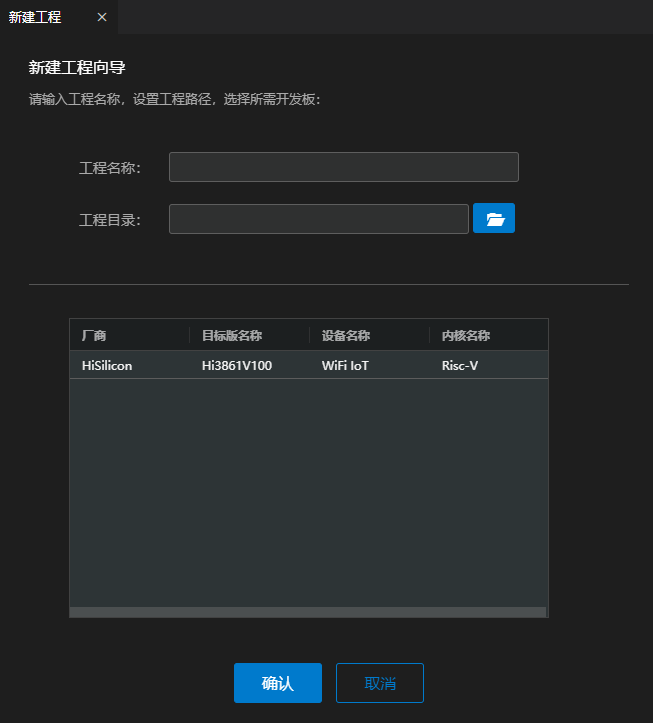 新建工程 ×
新建工程向导
请输入工程名称，设置工程路径，选择所需开发板：
工程名称：
工程目录：
厂商 目标版名称 设备名称 内核名称
HiSilicon Hi3861V100 WiFi IoT Risc-V
确认 取消